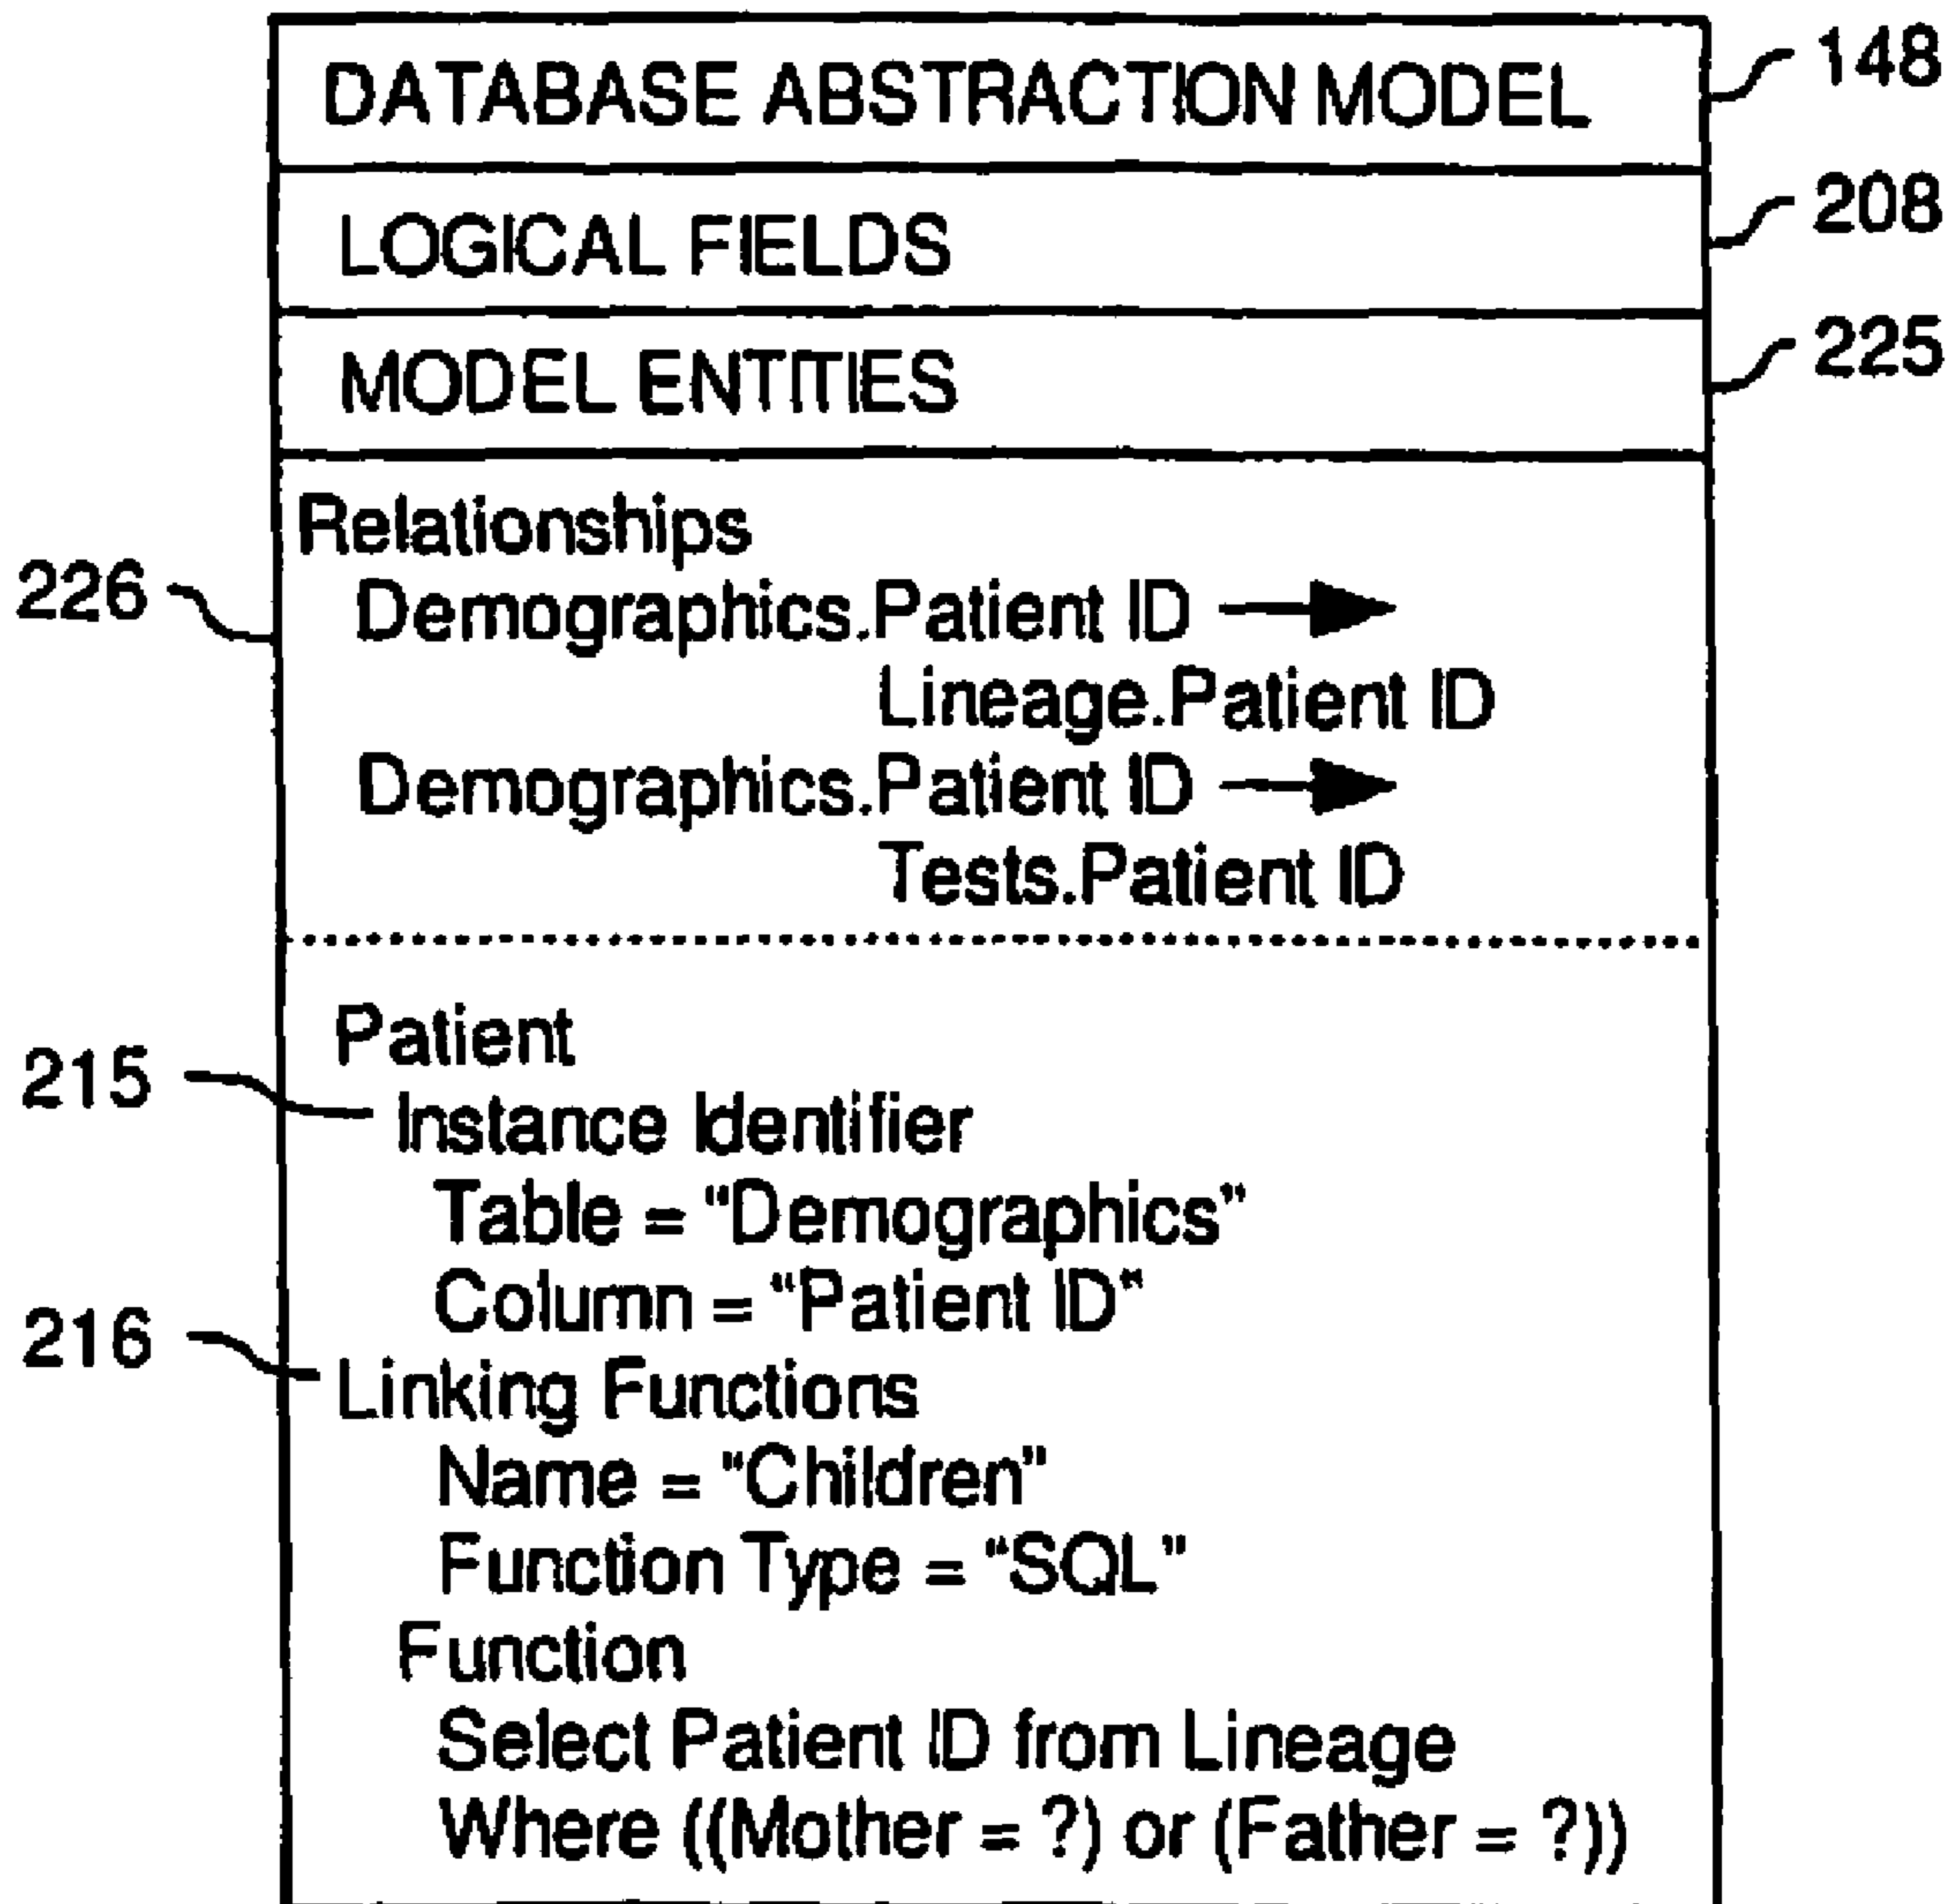 DATABASE ABSTRACTION MODEL
148
LOGICAL FIELDS
208
MODEL ENTITIES
225
Relationships
226
Demographics.Patient ID
Lineage.Patient ID
Demographics.Patient ID
Tests.Patient ID
Patient
215
Instance Identifier
Table = "Demographics"
Column = "Patient ID"
216
Linking Functions
Name = "Children"
Function Type = "SQL"
Function
Select Patient ID from Lineage
Where ((Mother = ?) or (Father = ?))